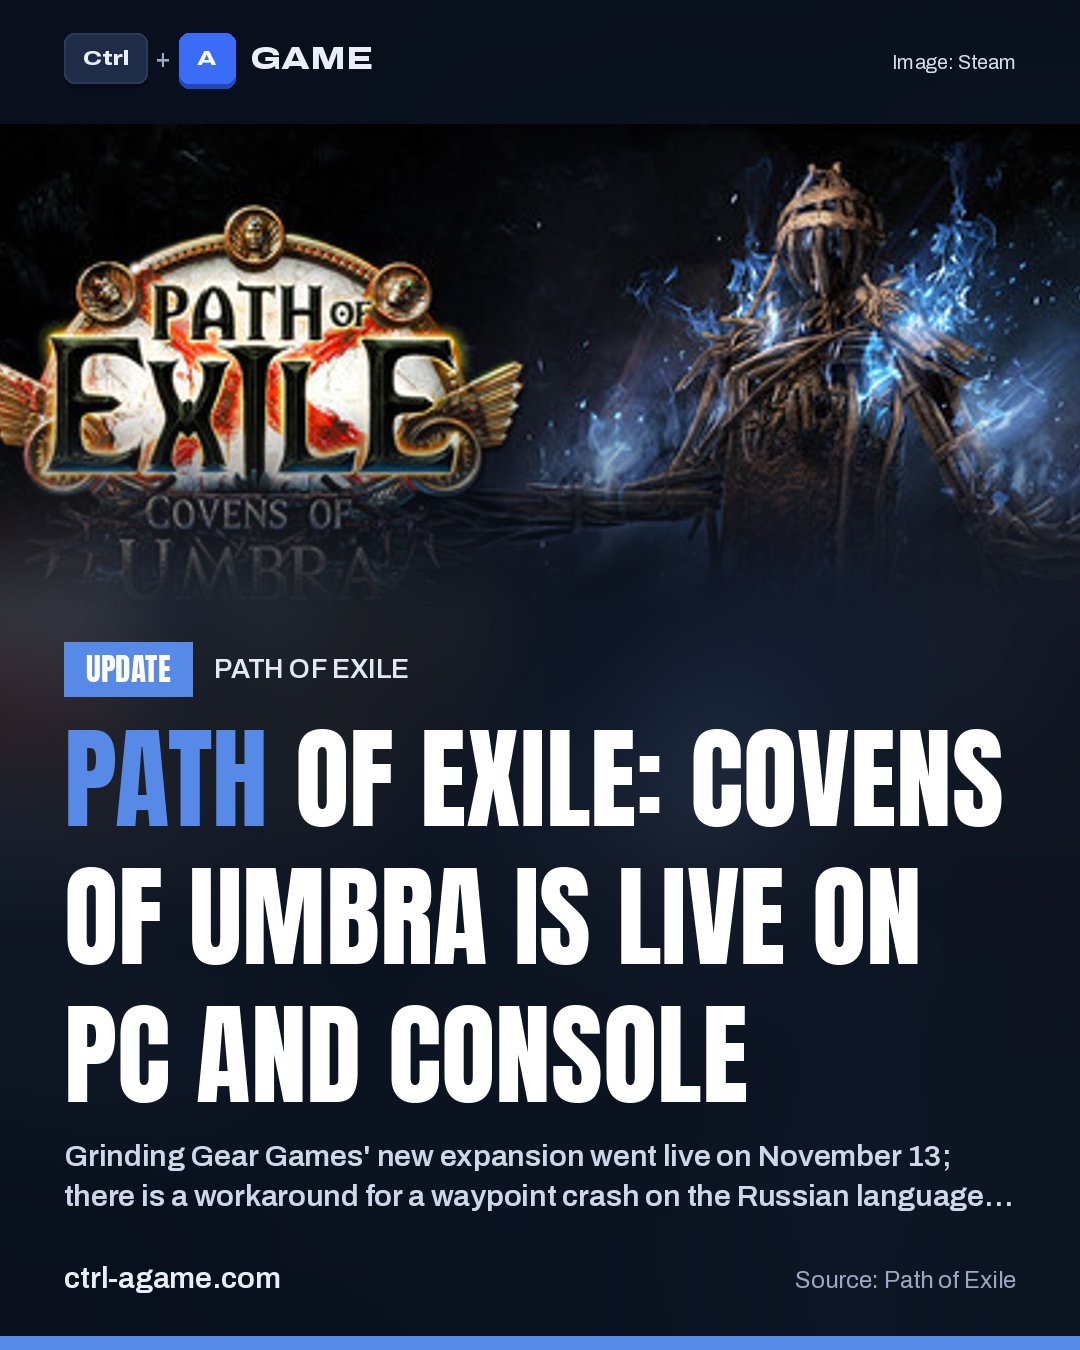 Ctrl + A GAME
Image: Steam
PATH OF
EXILE
COVENS OF
UMBRA
UPDATE PATH OF EXILE
PATH OF EXILE: COVENS
OF UMBRA IS LIVE ON
PC AND CONSOLE
Grinding Gear Games' new expansion went live on November 13;
there is a workaround for a waypoint crash on the Russian language...
ctrl-agame.com
Source: Path of Exile